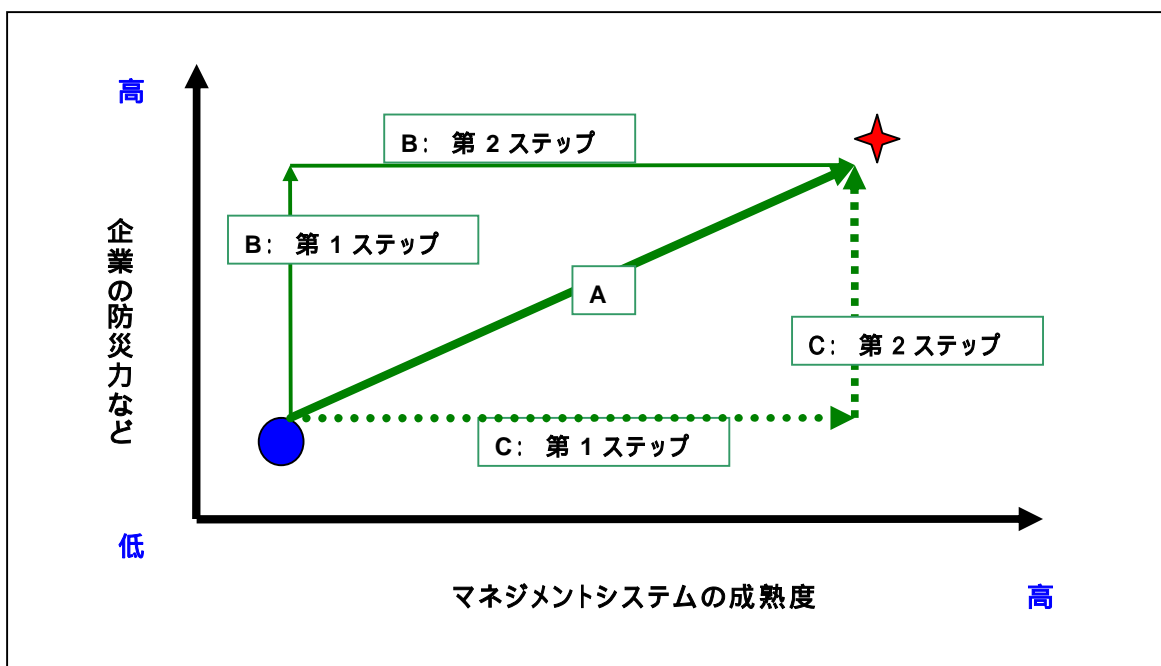 高
B： 第 2 ステップ
B： 第 1 ステップ
企業の防災力など
A
C： 第 2 ステップ
C： 第 1 ステップ
低
マネジメントシステムの成熟度
高